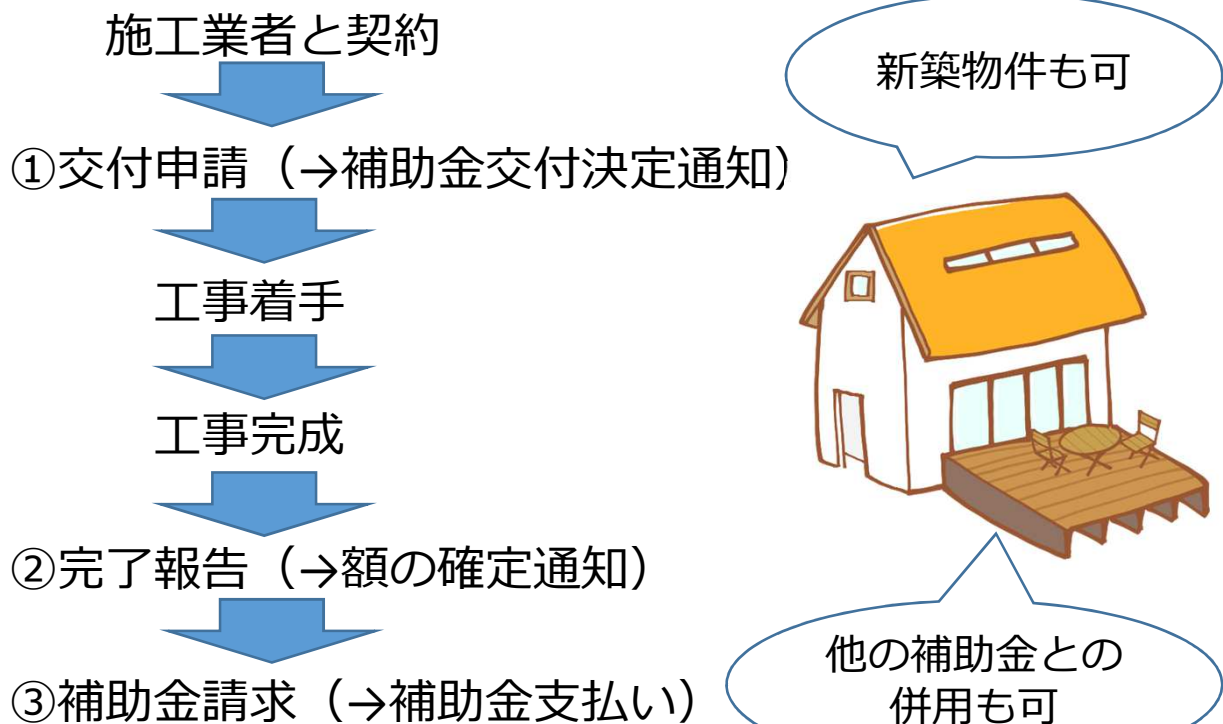 施工業者と契約
①交付申請（→補助金交付決定通知）
工事着手
工事完成
②完了報告（→額の確定通知）
③補助金請求（→補助金支払い）
新築物件も可
他の補助金との
併用も可